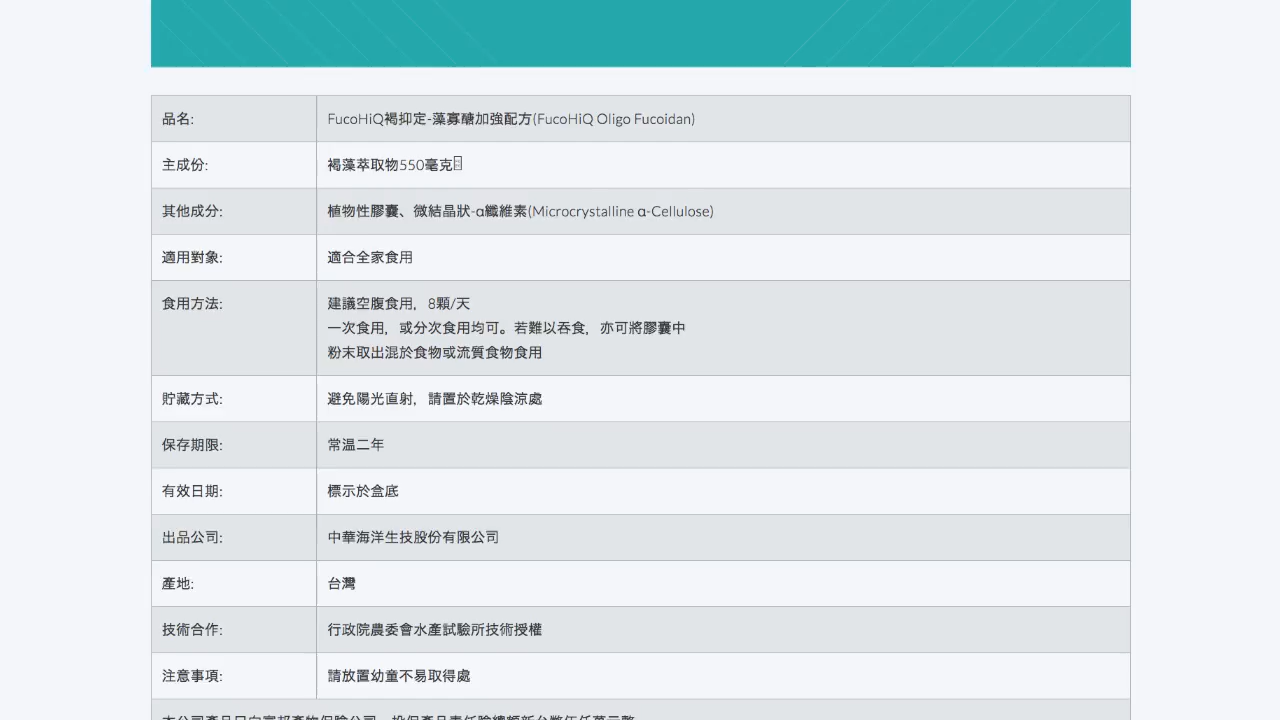 品名:
FucoHiQ褐抑定-藻寡醣加強配方(FucoHiQ Oligo Fucoidan)
主成份:
褐藻萃取物550毫克
其他成分:
植物性膠囊、微結晶狀-α纖維素(Microcrystalline α-Cellulose)
適用對象:
適合全家食用
食用方法:
建議空腹食用，8顆/天
一次食用，或分次食用均可。若難以吞食，亦可將膠囊中
粉末取出混於食物或流質食物食用
貯藏方式:
避免陽光直射，請置於乾燥陰涼處
保存期限:
常溫二年
有效日期:
標示於盒底
出品公司:
中華海洋生技股份有限公司
產地:
台灣
技術合作:
行政院農委會水產試驗所技術授權
注意事項:
請放置幼童不易取得處